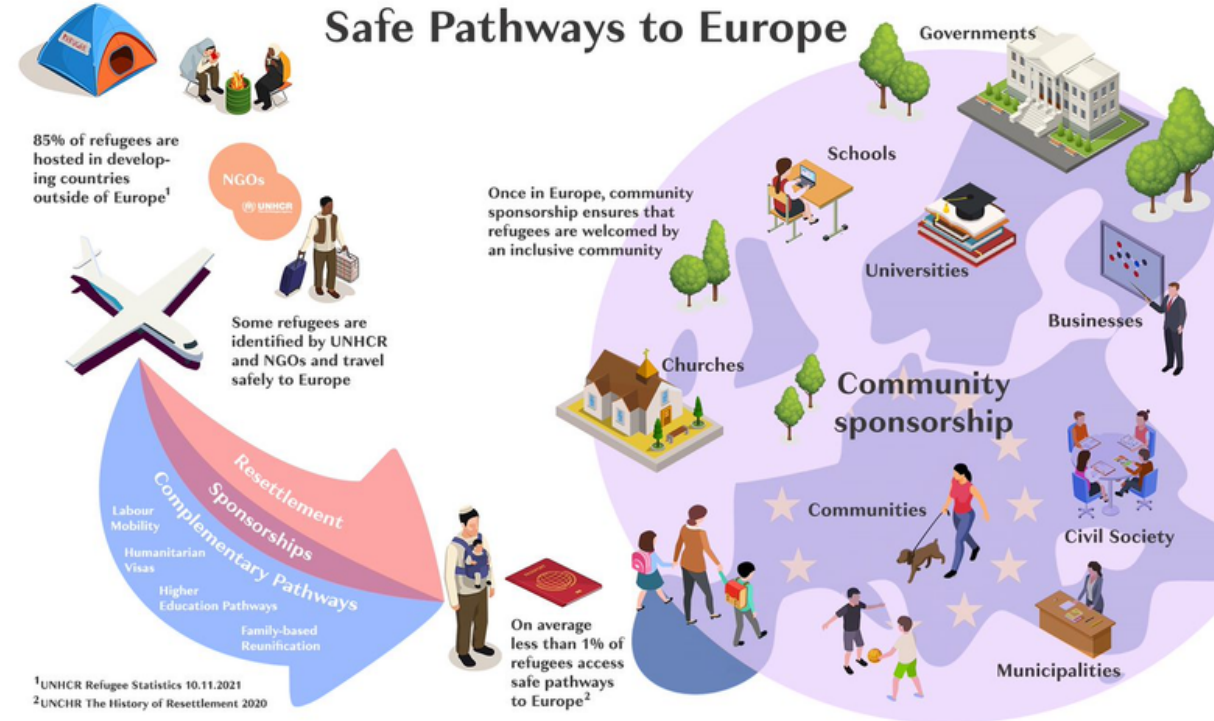 Safe Pathways to Europe
REFUGEE
85% of refugees are
hosted in develop-
ing countries
outside of Europe1
NGOs
UNHCR
Some refugees are
identified by UNHCR
and NGOs and travel
safely to Europe
Resettlement
Sponsorships
Complementary Pathways
Labour
Mobility
Humanitarian
Visas
Higher
Education Pathways
Family-based
Reunification
On average
less than 1% of
refugees access
safe pathways
to Europe2
1UNHCR Refugee Statistics 10.11.2021
2UNCHR The History of Resettlement 2020
Once in Europe, community
sponsorship ensures that
refugees are welcomed by
an inclusive community
Governments
Schools
Universities
Businesses
Churches
Community
sponsorship
Communities
Civil Society
Municipalities